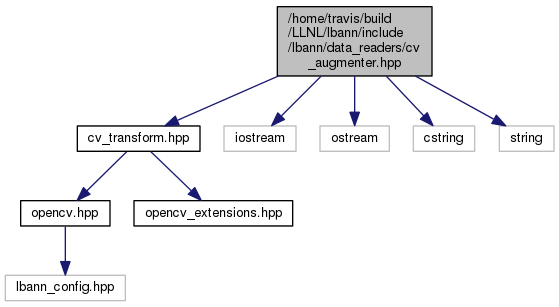 /home/travis/build
/LLNL/lbann/include
/lbann/data_readers/cv
_augmenter.hpp
cv_transform.hpp
iostream
ostream
cstring
string
opencv.hpp
opencv_extensions.hpp
lbann_config.hpp